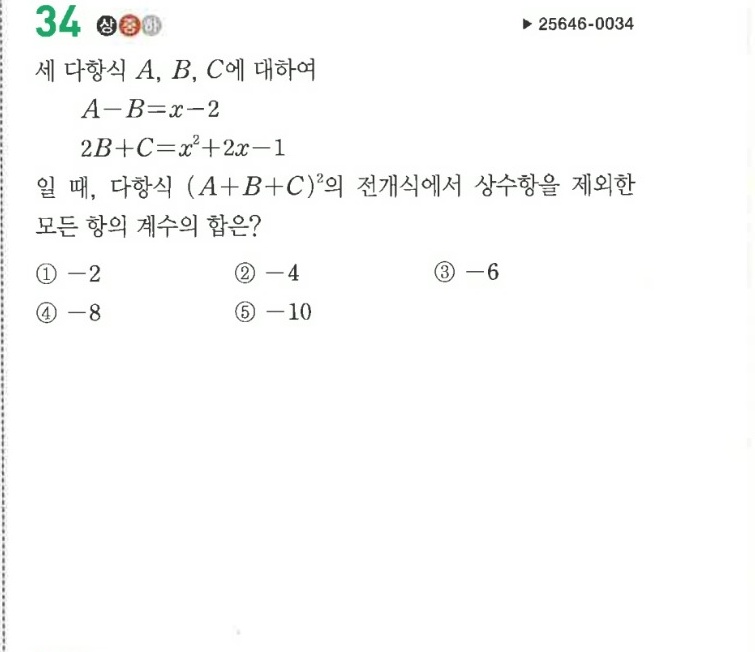 34 상 중 하
▶ 25646-0034
세 다항식 A, B, C에 대하여
A−B=x−2
2B+C=x²+2x−1
일 때, 다항식 (A+B+C)²의 전개식에서 상수항을 제외한
모든 항의 계수의 합은?
① −2 ② −4 ③ −6
④ −8 ⑤ −10